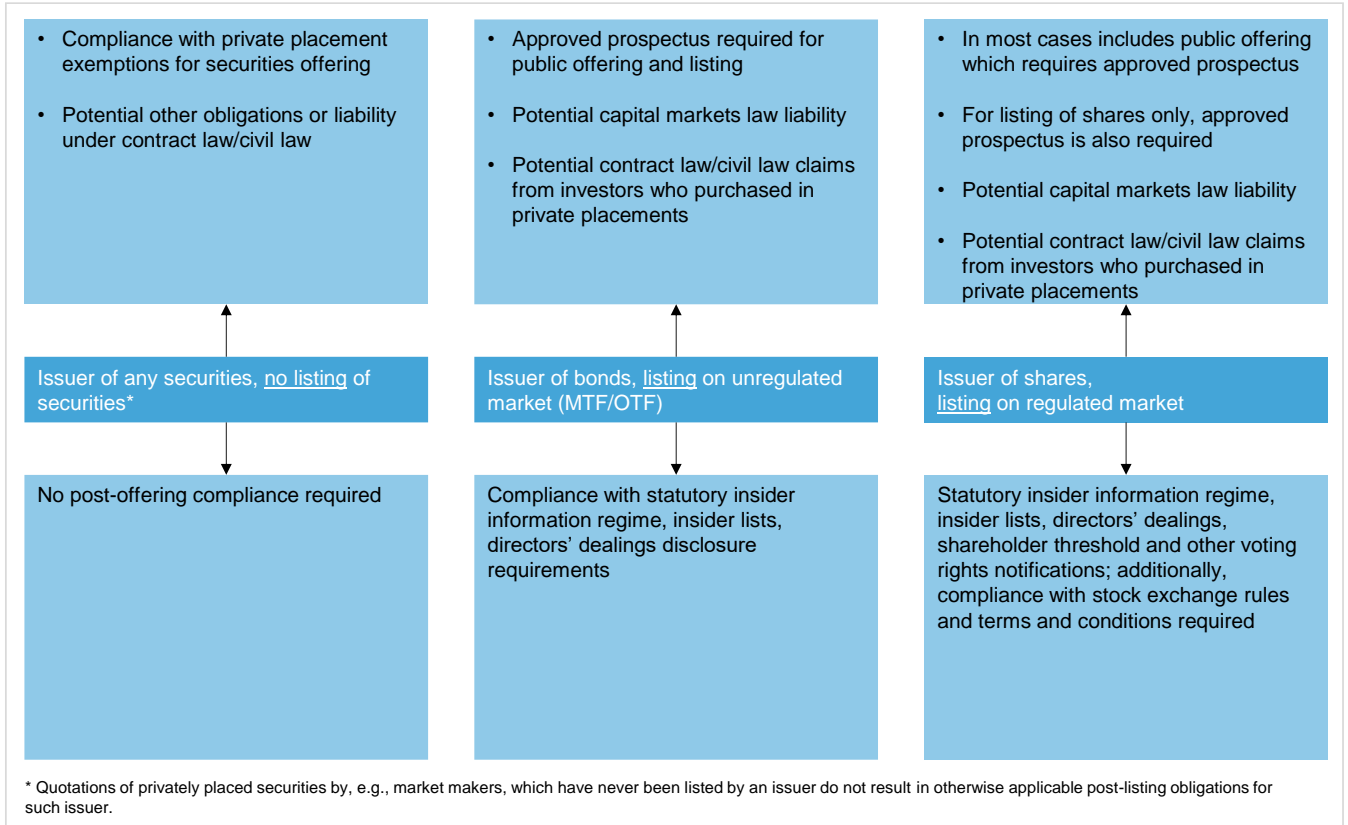 • Compliance with private placement
exemptions for securities offering
• Potential other obligations or liability
under contract law/civil law
• Approved prospectus required for
public offering and listing
• Potential capital markets law liability
• Potential contract law/civil law claims
from investors who purchased in
private placements
• In most cases includes public offering
which requires approved prospectus
• For listing of shares only, approved
prospectus is also required
• Potential capital markets law liability
• Potential contract law/civil law claims
from investors who purchased in
private placements
Issuer of any securities, no listing of
securities*
Issuer of bonds, listing on unregulated
market (MTF/OTF)
Issuer of shares,
listing on regulated market
No post-offering compliance required
Compliance with statutory insider
information regime, insider lists,
directors’ dealings disclosure
requirements
Statutory insider information regime,
insider lists, directors’ dealings,
shareholder threshold and other voting
rights notifications; additionally,
compliance with stock exchange rules
and terms and conditions required
* Quotations of privately placed securities by, e.g., market makers, which have never been listed by an issuer do not result in otherwise applicable post-listing obligations for
such issuer.